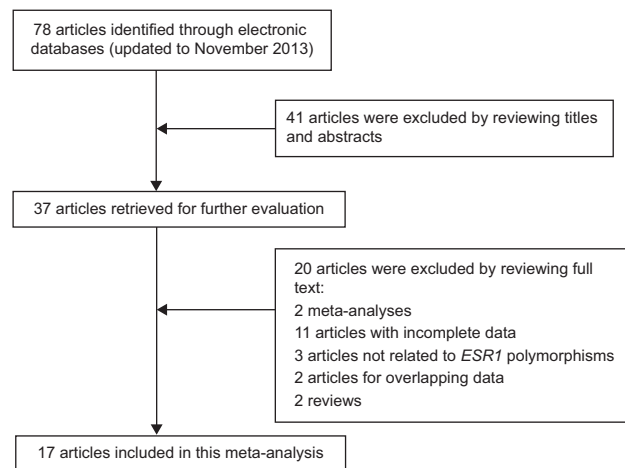 78 articles identified through electronic
databases (updated to November 2013)
41 articles were excluded by reviewing titles
and abstracts
37 articles retrieved for further evaluation
20 articles were excluded by reviewing full
text:
2 meta-analyses
11 articles with incomplete data
3 articles not related to ESR1 polymorphisms
2 articles for overlapping data
2 reviews
17 articles included in this meta-analysis